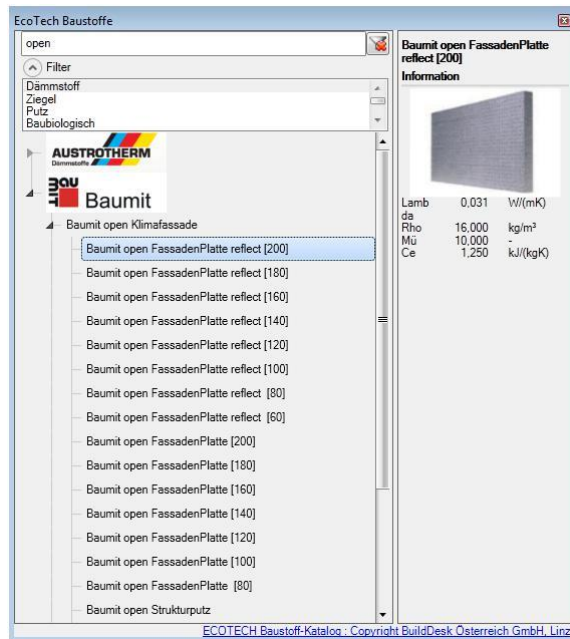 EcoTech Baustoffe
open
Filter
Dämmstoff
Ziegel
Putz
Baubiologisch
AUSTROTHERM
Dämmstoffe
BAU
MIT
Baumit
Baumit open Klimafassade
Baumit open FassadenPlatte reflect [200]
Baumit open FassadenPlatte reflect [180]
Baumit open FassadenPlatte reflect [160]
Baumit open FassadenPlatte reflect [140]
Baumit open FassadenPlatte reflect [120]
Baumit open FassadenPlatte reflect [100]
Baumit open FassadenPlatte reflect [80]
Baumit open FassadenPlatte reflect [60]
Baumit open FassadenPlatte [200]
Baumit open FassadenPlatte [180]
Baumit open FassadenPlatte [160]
Baumit open FassadenPlatte [140]
Baumit open FassadenPlatte [120]
Baumit open FassadenPlatte [100]
Baumit open FassadenPlatte [80]
Baumit open Strukturputz
Baumit open FassadenPlatte
reflect [200]
Information
Lamb 0,031 W/(mK)
da
Rho 16,000 kg/m³
Mü 10,000 -
Ce 1,250 kJ/(kgK)
ECOTECH Baustoff-Katalog : Copyright BuildDesk Österreich GmbH, Linz